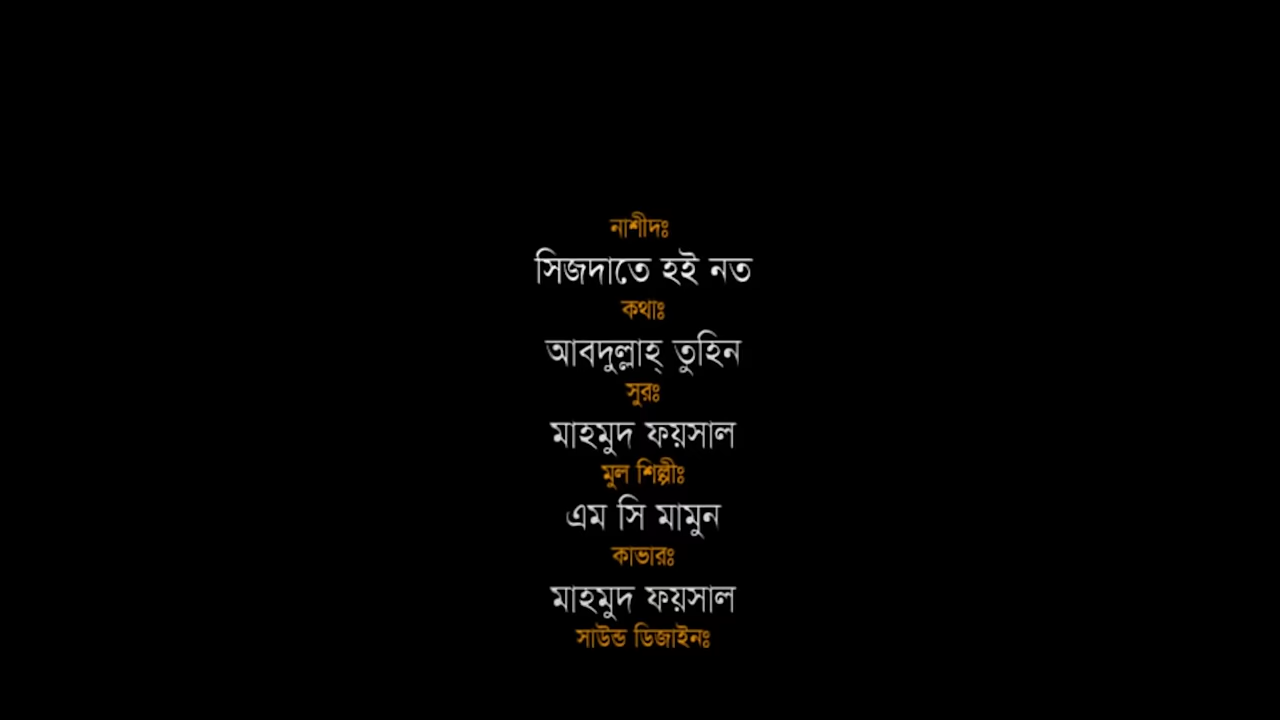 নাশীদঃ
সিজদাতে হই নত
কথাঃ
আবদুল্লাহ্ তুহিন
সুরঃ
মাহমুদ ফয়সাল
মুল শিল্পীঃ
এম সি মামুন
কাভারঃ
মাহমুদ ফয়সাল
সাউন্ড ডিজাইনঃ